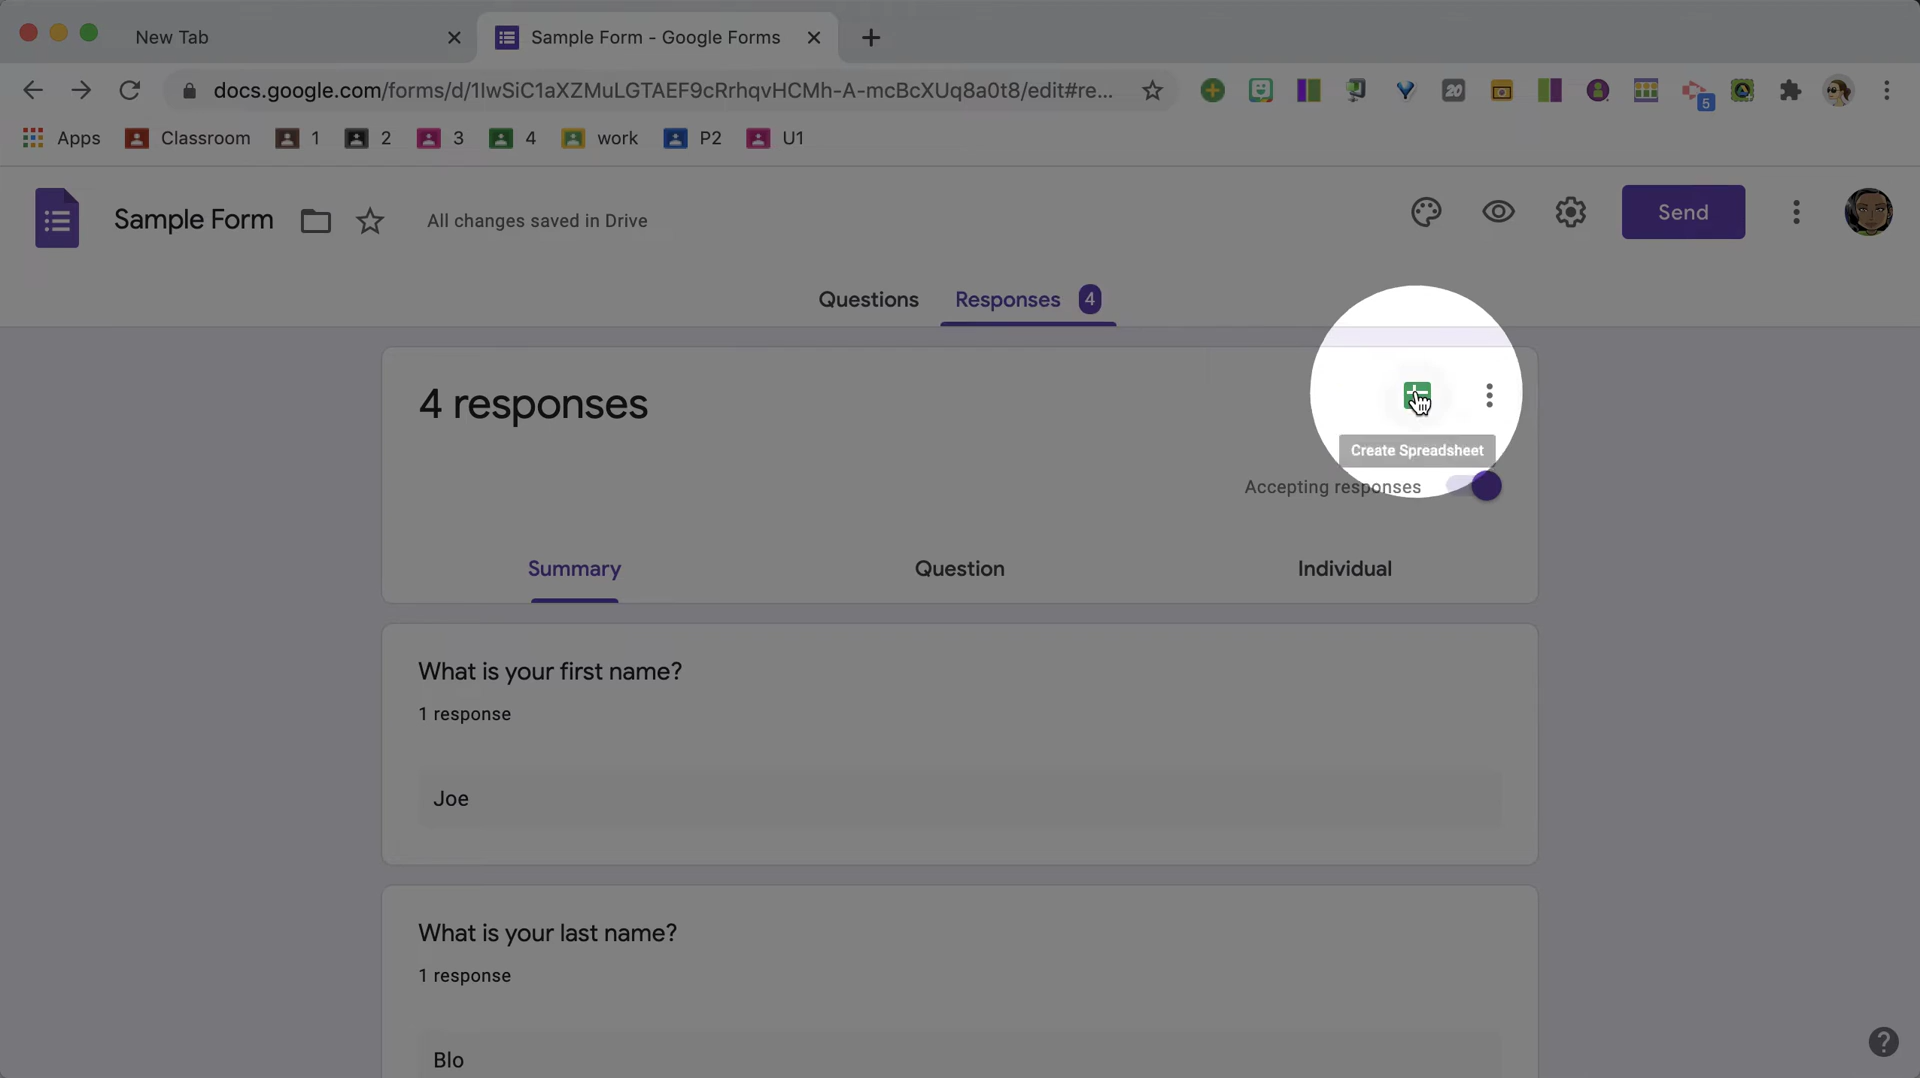 New Tab
Sample Form - Google Forms
docs.google.com/forms/d/1IwSiC1aXZMuLGTAEF9cRrhqvHCMh-A-mcBcXUq8a0t8/edit#re...
20
5
Apps
Classroom
1
2
3
4
work
P2
U1
Sample Form
All changes saved in Drive
Send
Questions
Responses 4
4 responses
Create Spreadsheet
Accepting responses
Summary
Question
Individual
What is your first name?
1 response
Joe
What is your last name?
1 response
Blo